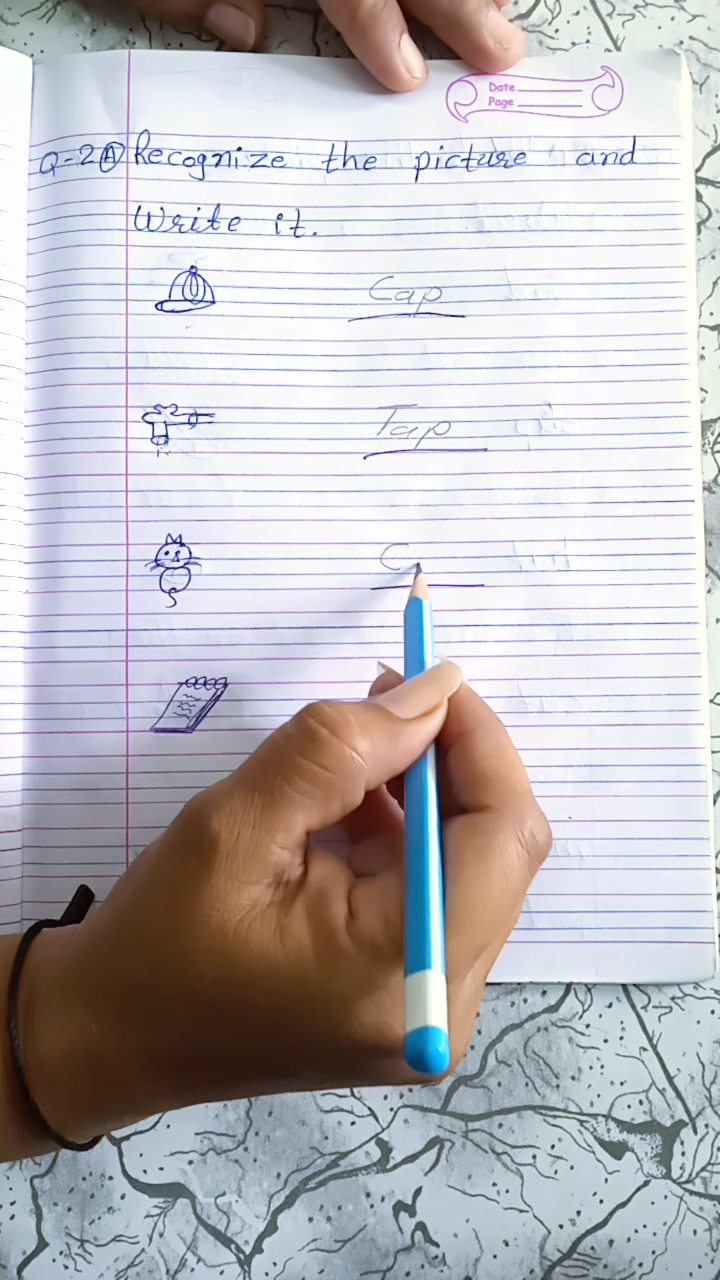 Date
Page
Q-2 Ⓐ Recognize the picture and
Write it.
Cap
Tap
C